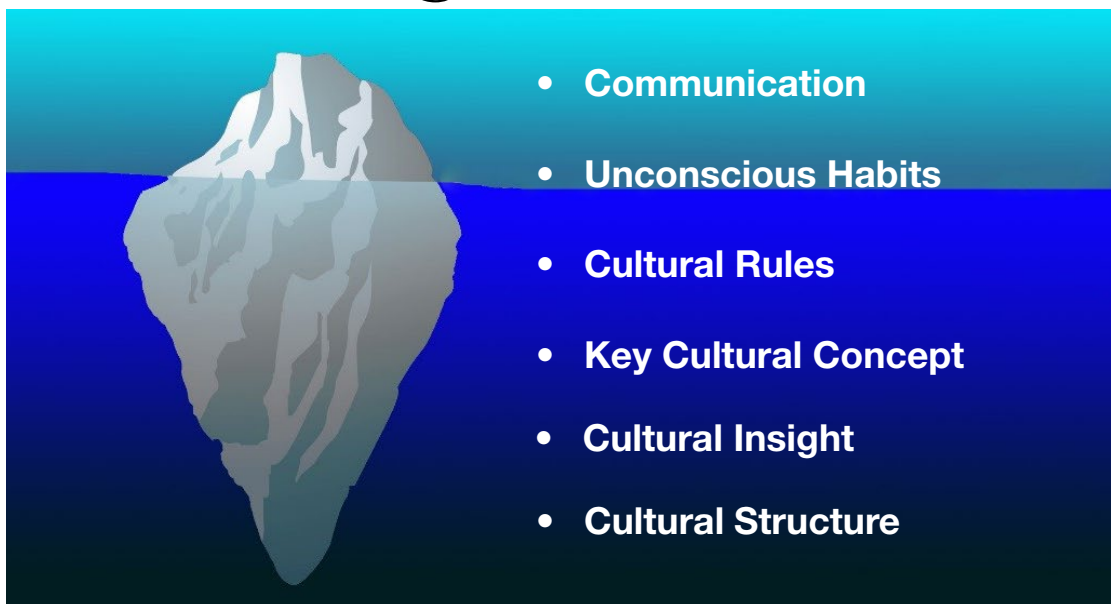 • Communication
• Unconscious Habits
• Cultural Rules
• Key Cultural Concept
• Cultural Insight
• Cultural Structure